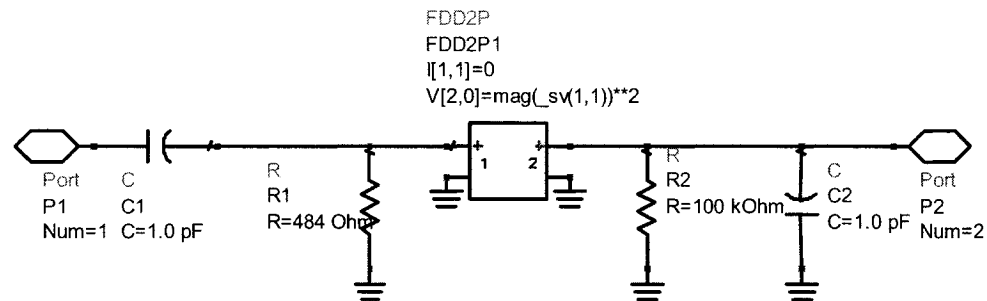 FDD2P
FDD2P1
I[1,1]=0
V[2,0]=mag(_sv(1,1))**2
+
1
+
2
Port
P1
Num=1
C
C1
C=1.0 pF
R
R1
R=484 Ohm
R
R2
R=100 kOhm
C
C2
C=1.0 pF
Port
P2
Num=2